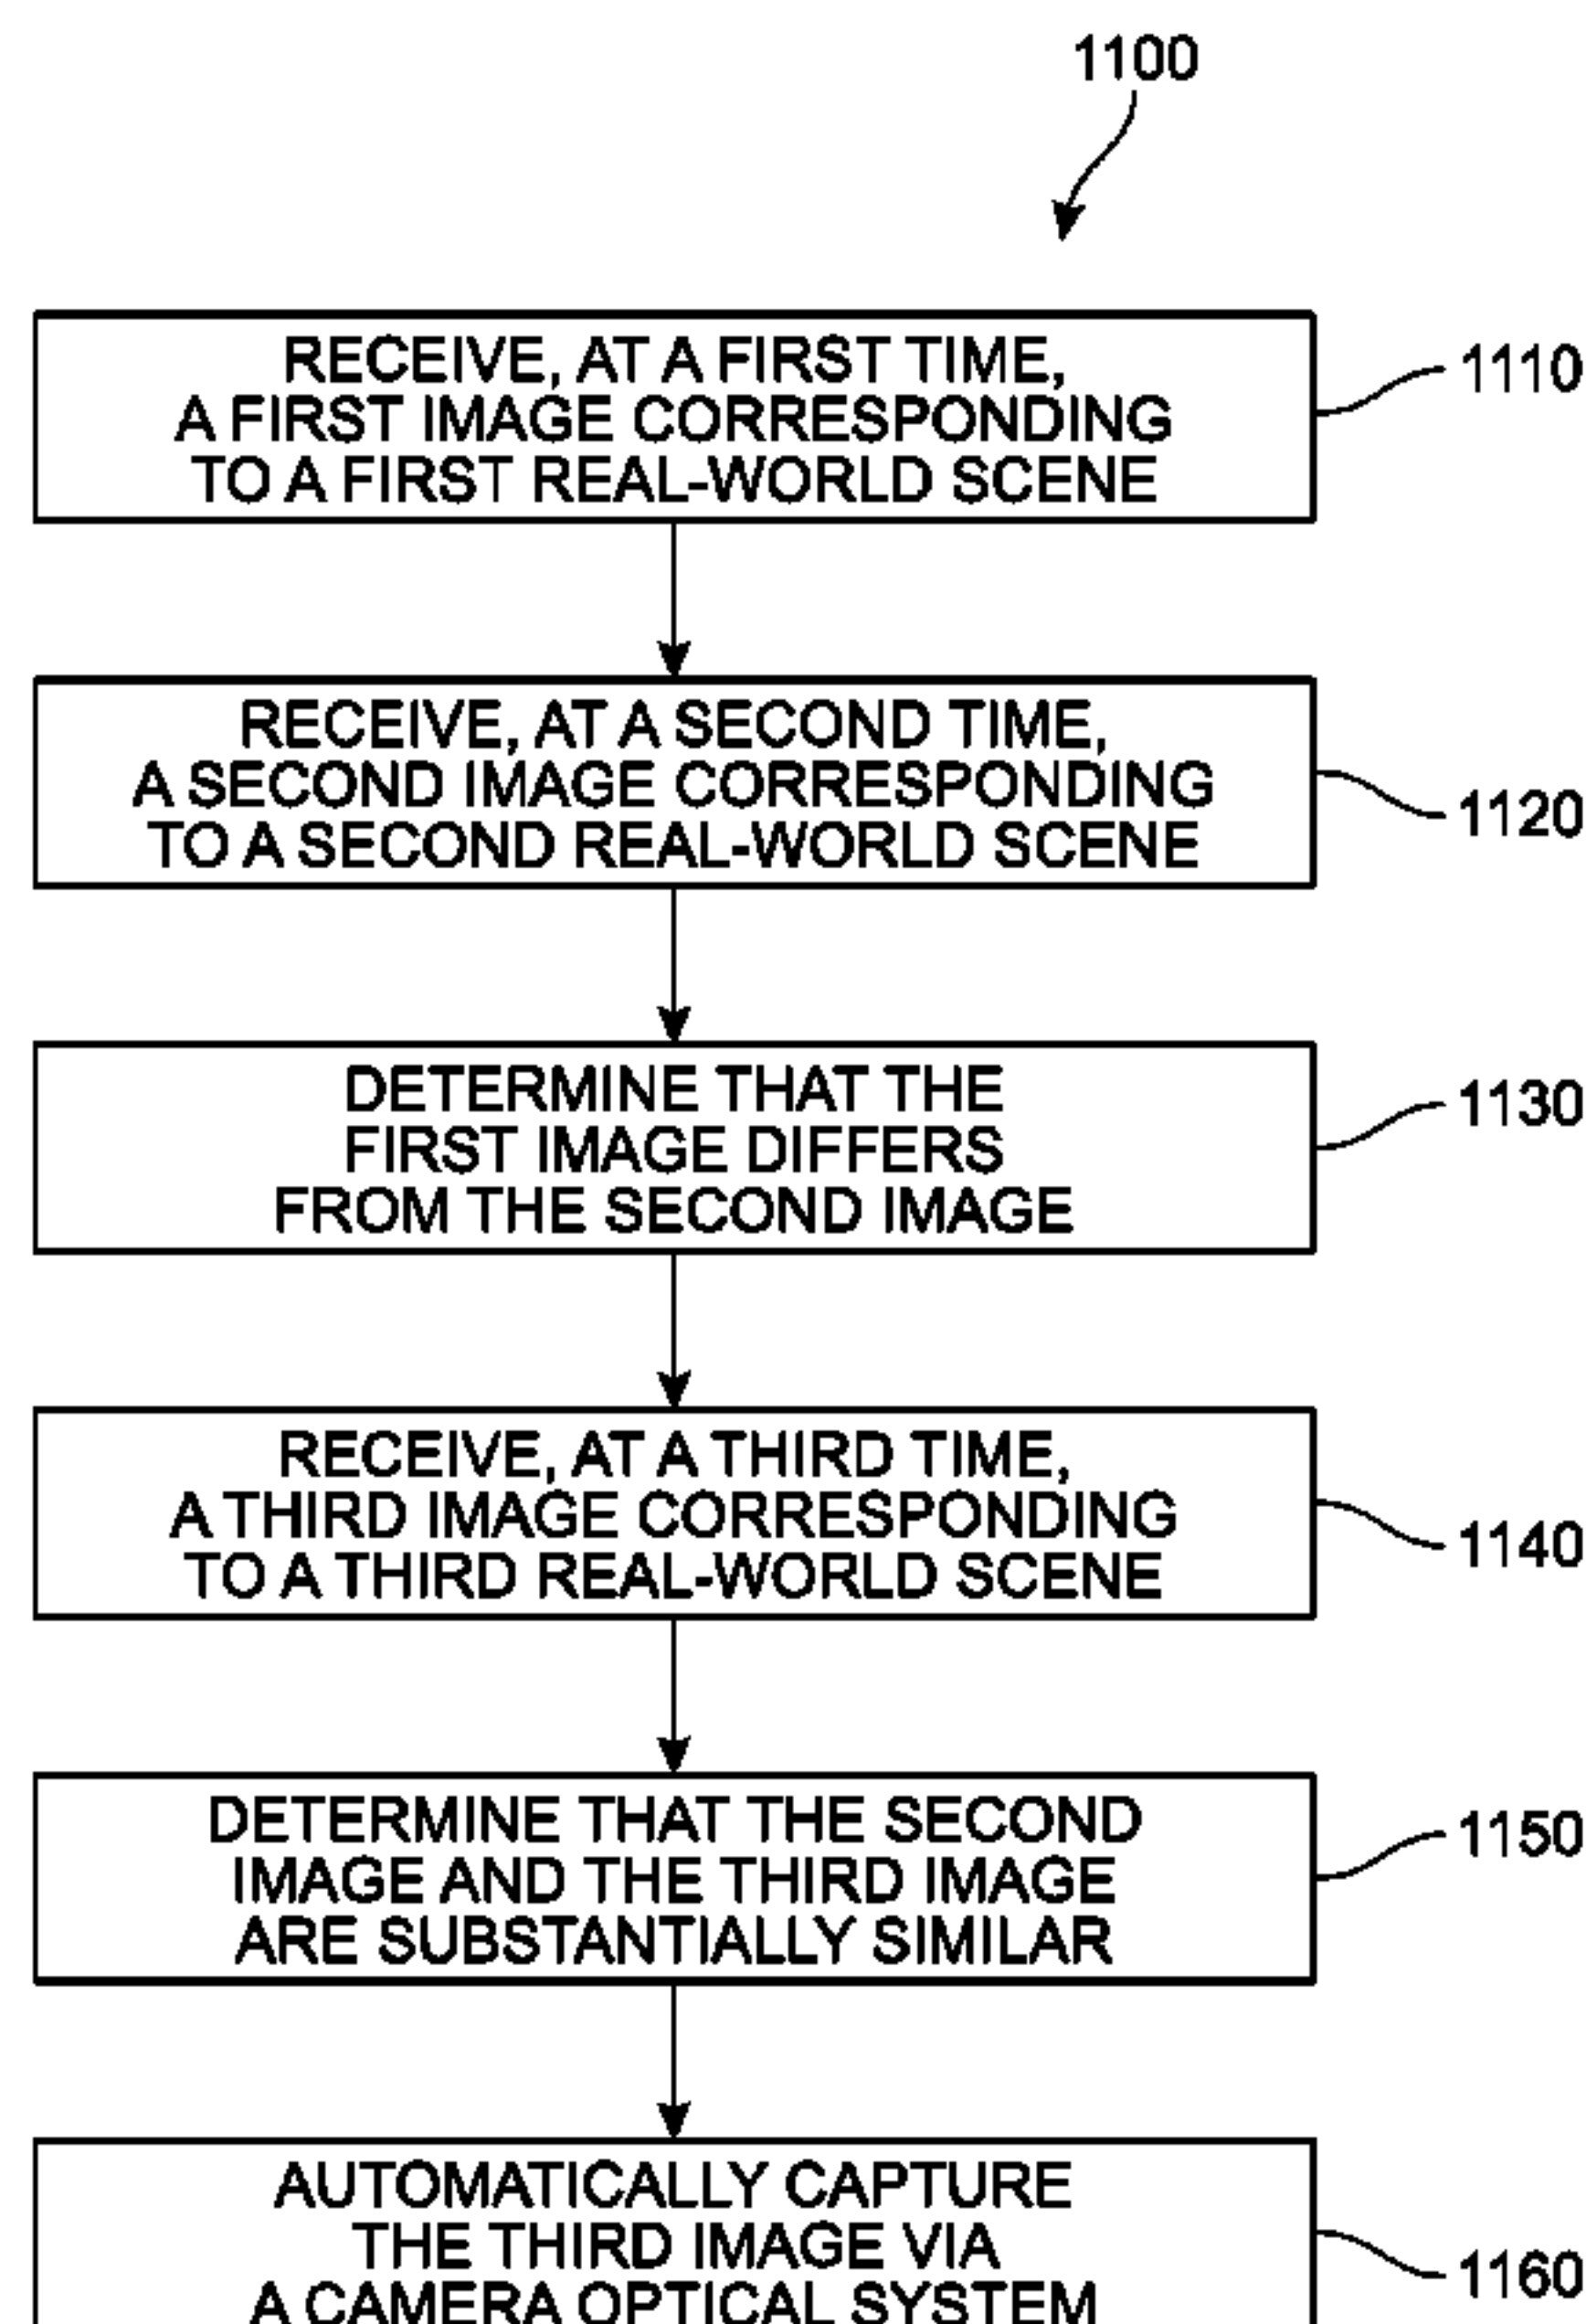 1100
RECEIVE, AT A FIRST TIME,
A FIRST IMAGE CORRESPONDING
TO A FIRST REAL-WORLD SCENE
1110
RECEIVE, AT A SECOND TIME,
A SECOND IMAGE CORRESPONDING
TO A SECOND REAL-WORLD SCENE
1120
DETERMINE THAT THE
FIRST IMAGE DIFFERS
FROM THE SECOND IMAGE
1130
RECEIVE, AT A THIRD TIME,
A THIRD IMAGE CORRESPONDING
TO A THIRD REAL-WORLD SCENE
1140
DETERMINE THAT THE SECOND
IMAGE AND THE THIRD IMAGE
ARE SUBSTANTIALLY SIMILAR
1150
AUTOMATICALLY CAPTURE
THE THIRD IMAGE VIA
A CAMERA OPTICAL SYSTEM
1160